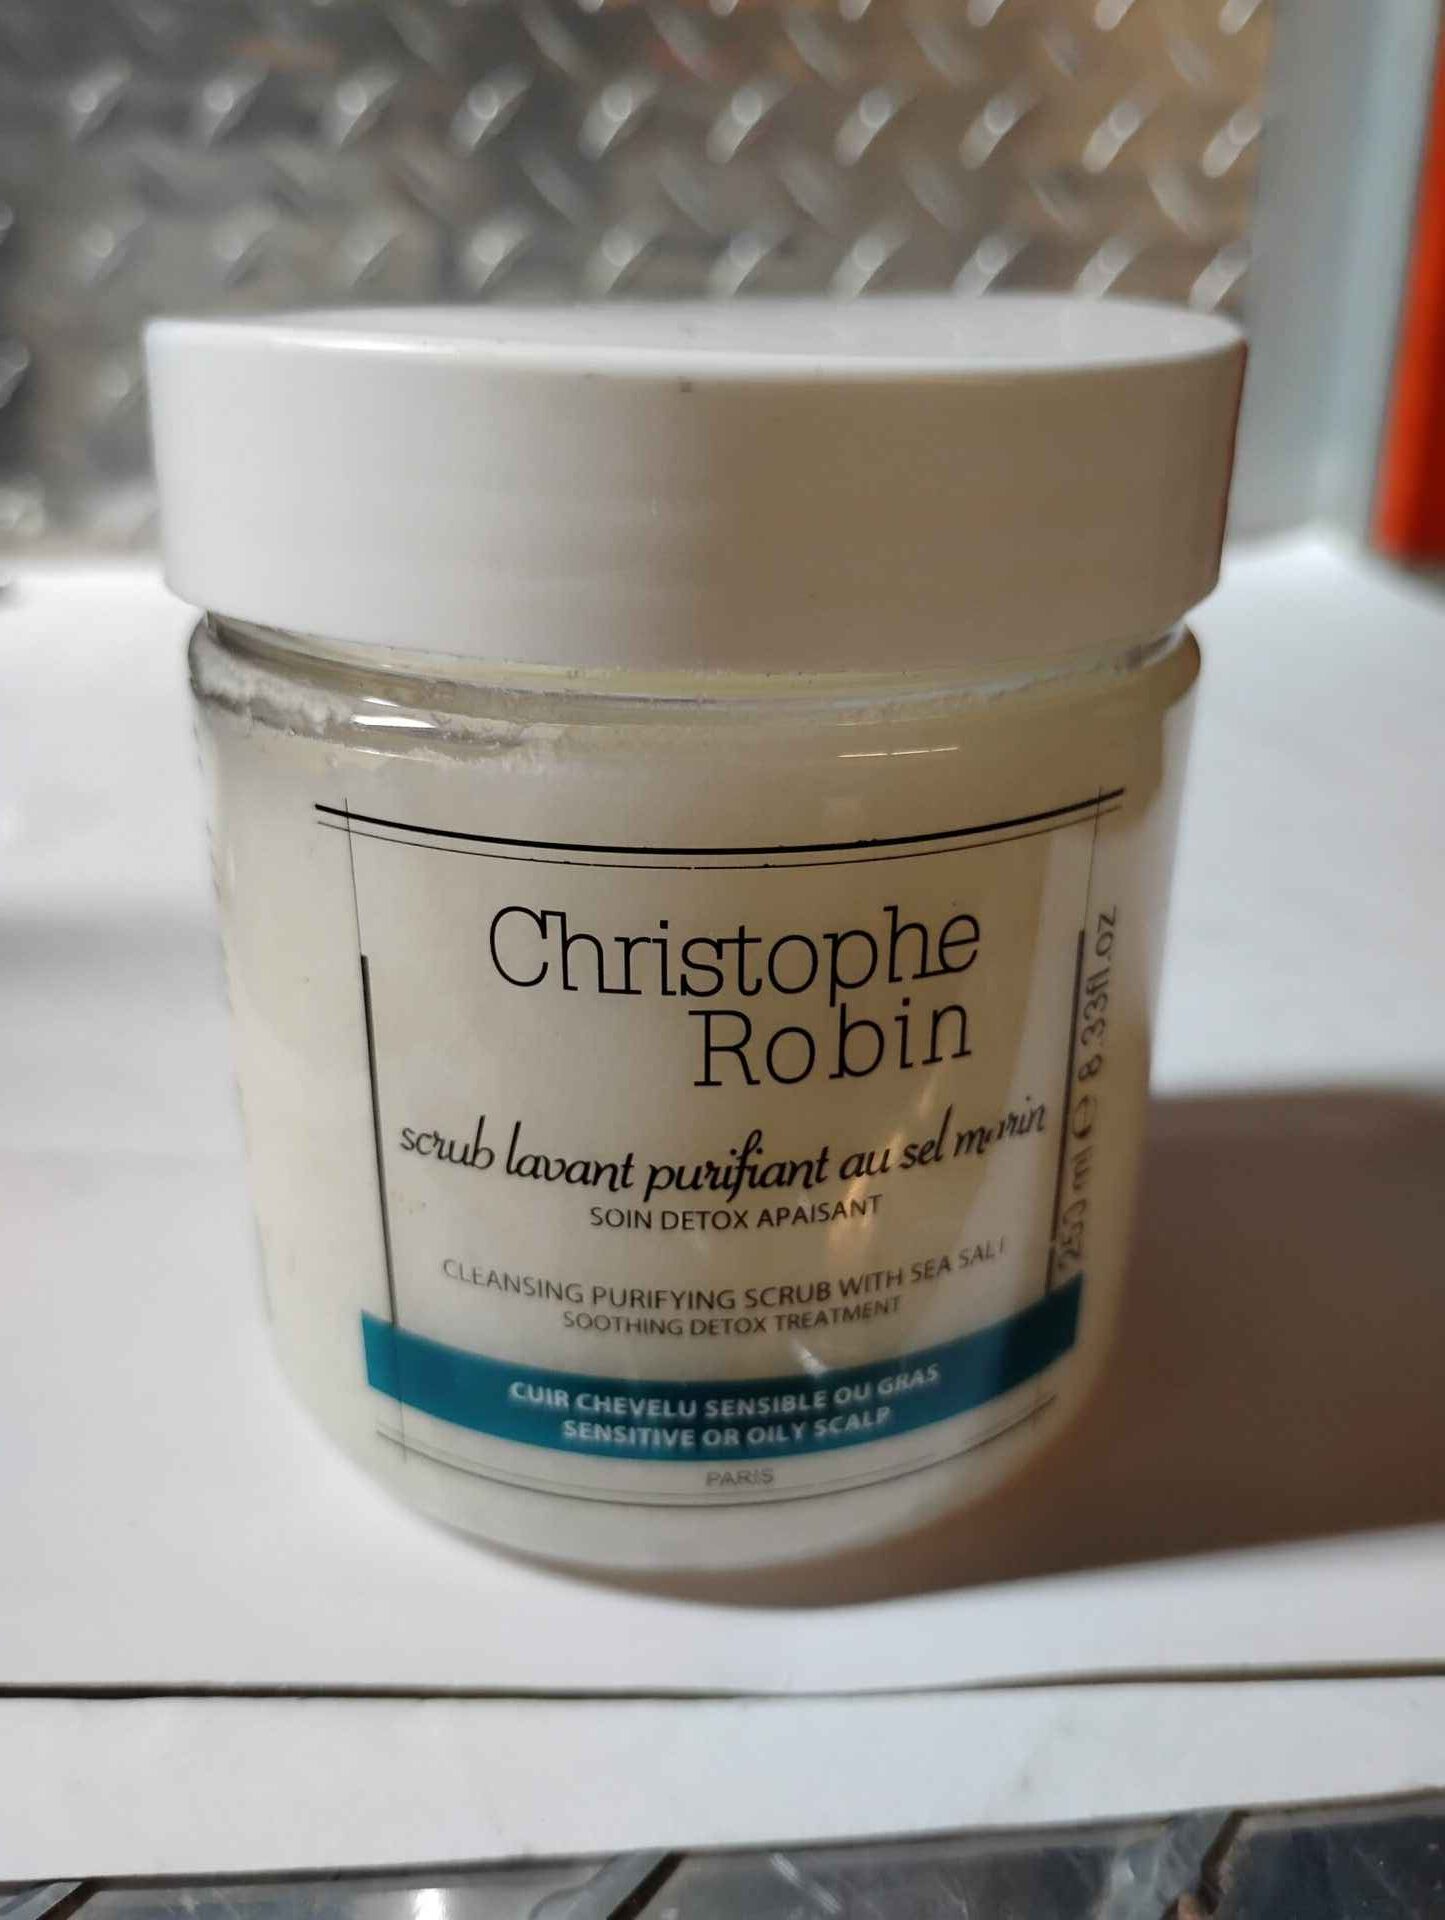 Christophe
Robin
scrub lavant purifiant au sel marin
SOIN DETOX APAISANT
CLEANSING PURIFYING SCRUB WITH SEA SALT
SOOTHING DETOX TREATMENT
CUIR CHEVELU SENSIBLE OU GRAS
SENSITIVE OR OILY SCALP
PARIS
250 ml e 8.33fl.oz